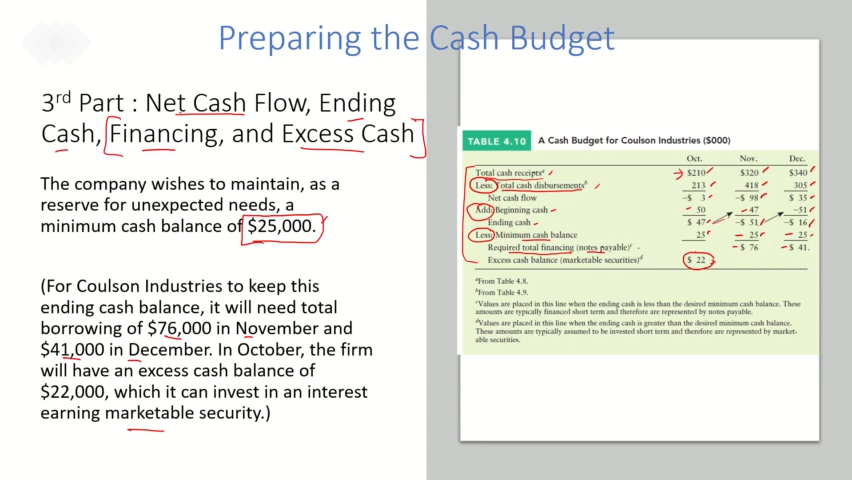 Preparing the Cash Budget
3rd Part : Net Cash Flow, Ending
Cash, Financing, and Excess Cash
The company wishes to maintain, as a
reserve for unexpected needs, a
minimum cash balance of $25,000.
(For Coulson Industries to keep this
ending cash balance, it will need total
borrowing of $76,000 in November and
$41,000 in December. In October, the firm
will have an excess cash balance of
$22,000, which it can invest in an interest
earning marketable security.)
TABLE 4.10 A Cash Budget for Coulson Industries ($000)
Oct. Nov. Dec.
Total cash receiptsa $210 $320 $340
Less: Total cash disbursementsb 213 418 305
Net cash flow −$ 3 −$ 98 $ 35
Add: Beginning cash 50 47 −51
Ending cash $ 47 −$ 51 −$ 16
Less: Minimum cash balance 25 25 25
Required total financing (notes payable)c − $ 76 $ 41
Excess cash balance (marketable securities)d $ 22
aFrom Table 4.8.
bFrom Table 4.9.
cValues are placed in this line when the ending cash is less than the desired minimum cash balance. These
amounts are typically financed short term and therefore are represented by notes payable.
dValues are placed in this line when the ending cash is greater than the desired minimum cash balance.
These amounts are typically assumed to be invested short term and therefore are represented by market-
able securities.